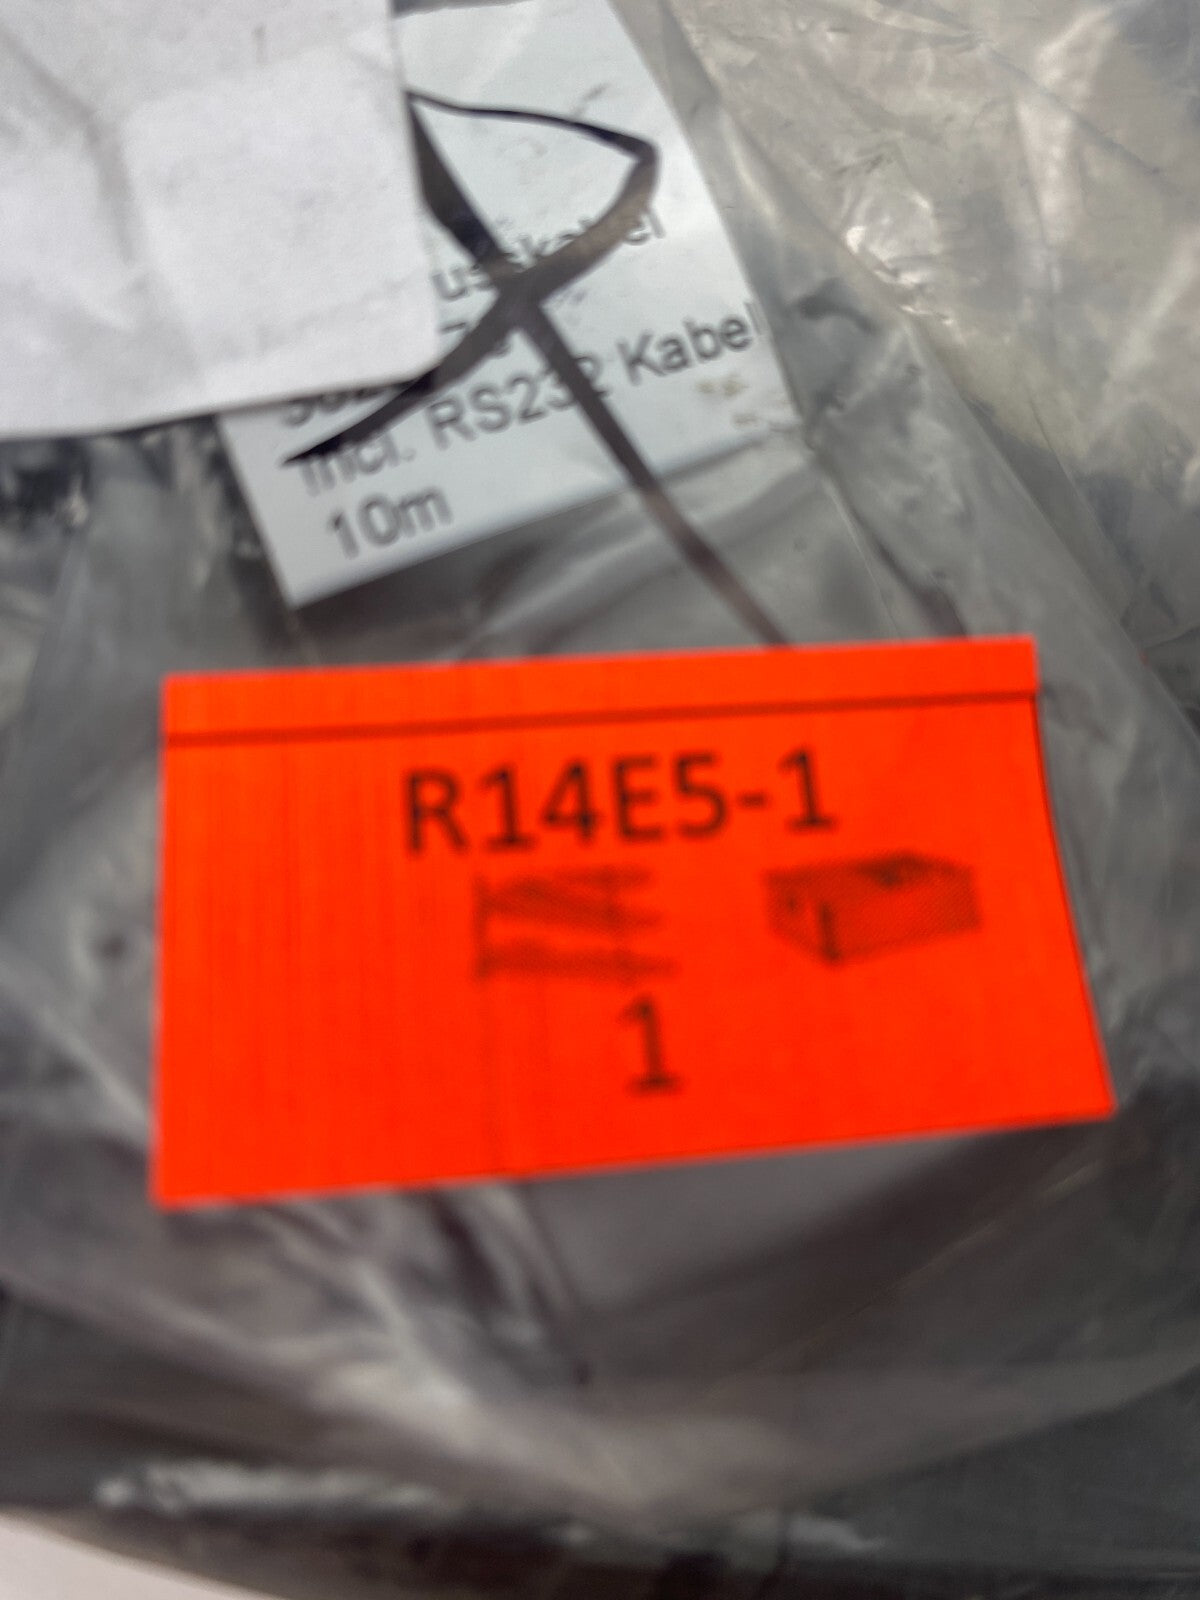 incl. RS232 Kabel
10m
R14E5-1
1